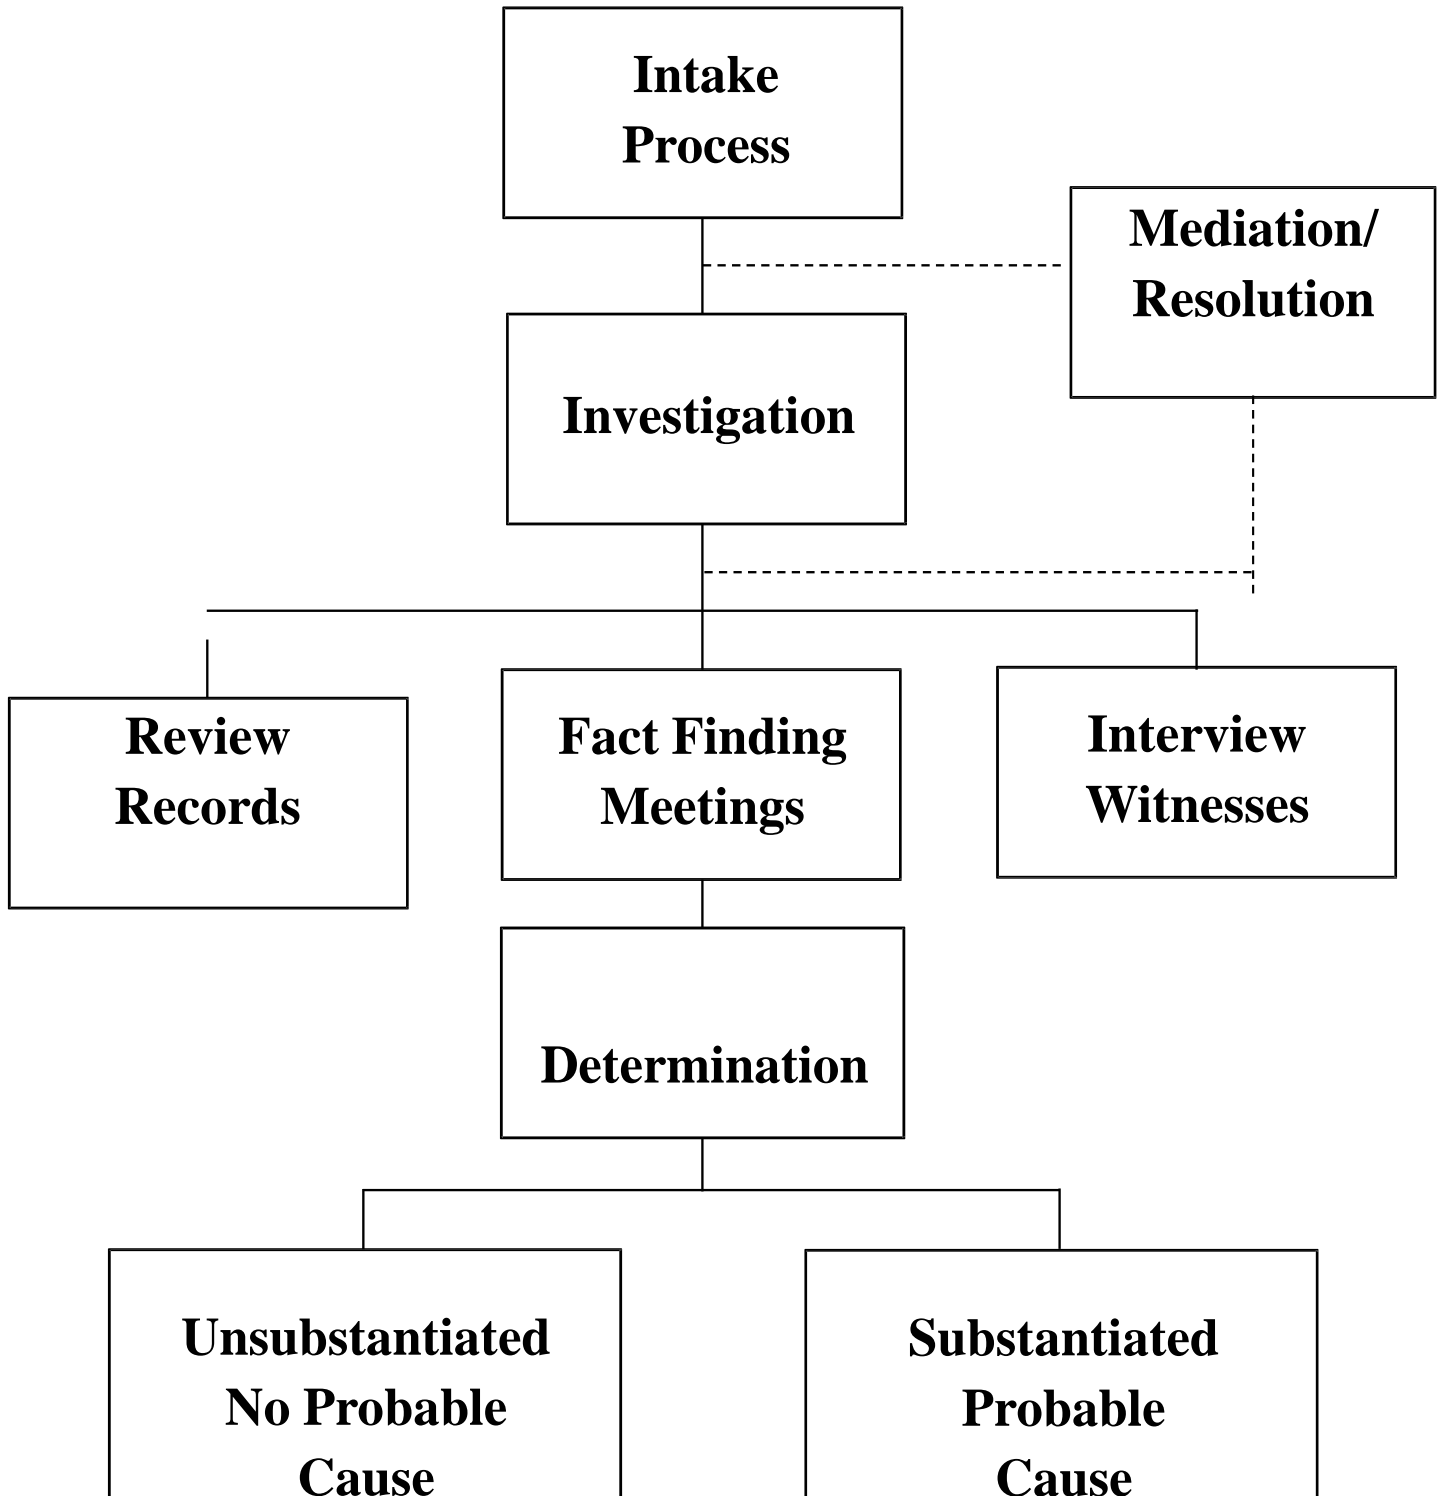 Intake
Process
Mediation/
Resolution
Investigation
Review
Records
Fact Finding
Meetings
Interview
Witnesses
Determination
Unsubstantiated
No Probable
Cause
Substantiated
Probable
Cause